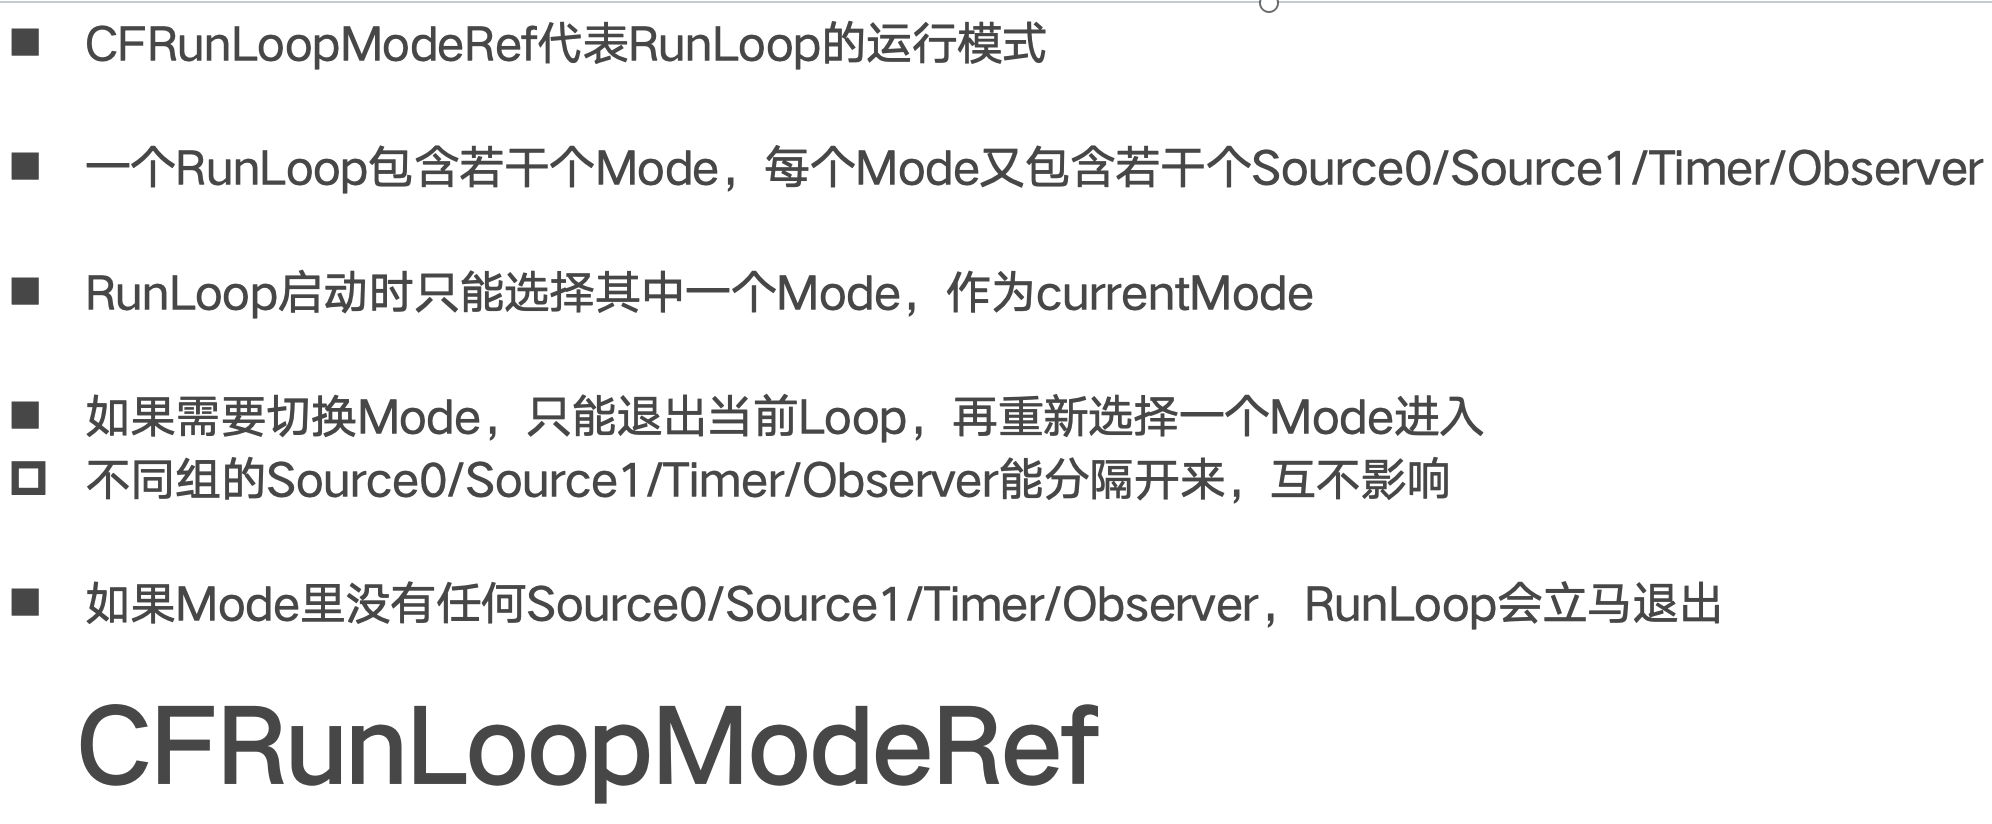 CFRunLoopModeRef代表RunLoop的运行模式
一个RunLoop包含若干个Mode，每个Mode又包含若干个Source0/Source1/Timer/Observer
RunLoop启动时只能选择其中一个Mode，作为currentMode
如果需要切换Mode，只能退出当前Loop，再重新选择一个Mode进入
不同组的Source0/Source1/Timer/Observer能分隔开来，互不影响
如果Mode里没有任何Source0/Source1/Timer/Observer，RunLoop会立马退出
CFRunLoopModeRef